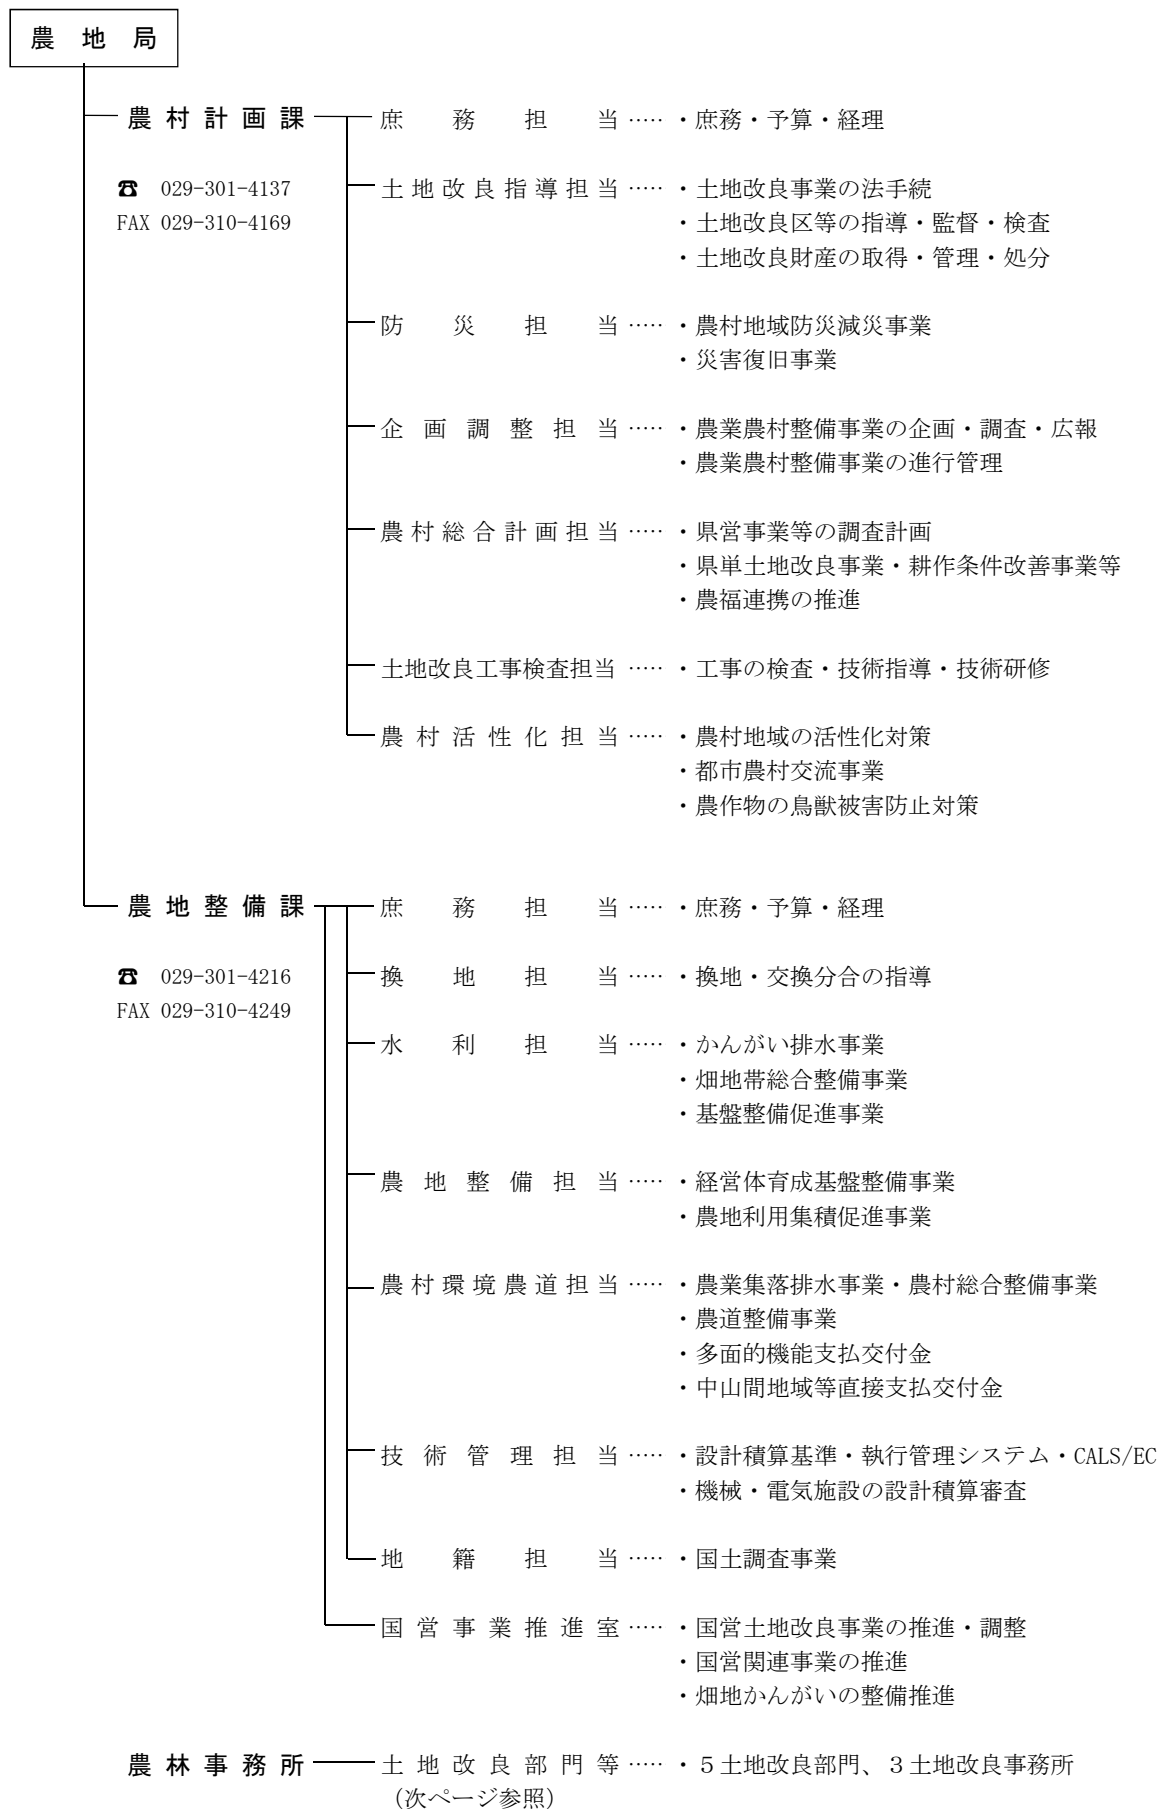 農地局
農村計画課 庶務担当 ····· ・庶務・予算・経理
☎ 029-301-4137 土地改良指導担当 ····· ・土地改良事業の法手続
FAX 029-310-4169 ・土地改良区等の指導・監督・検査
・土地改良財産の取得・管理・処分
防災担当 ····· ・農村地域防災減災事業
・災害復旧事業
企画調整担当 ····· ・農業農村整備事業の企画・調査・広報
・農業農村整備事業の進行管理
農村総合計画担当 ····· ・県営事業等の調査計画
・県単土地改良事業・耕作条件改善事業等
・農福連携の推進
土地改良工事検査担当 ····· ・工事の検査・技術指導・技術研修
農村活性化担当 ····· ・農村地域の活性化対策
・都市農村交流事業
・農作物の鳥獣被害防止対策
農地整備課 庶務担当 ····· ・庶務・予算・経理
☎ 029-301-4216 換地担当 ····· ・換地・交換分合の指導
FAX 029-310-4249
水利担当 ····· ・かんがい排水事業
・畑地帯総合整備事業
・基盤整備促進事業
農地整備担当 ····· ・経営体育成基盤整備事業
・農地利用集積促進事業
農村環境農道担当 ····· ・農業集落排水事業・農村総合整備事業
・農道整備事業
・多面的機能支払交付金
・中山間地域等直接支払交付金
技術管理担当 ····· ・設計積算基準・執行管理システム・CALS/EC
・機械・電気施設の設計積算審査
地籍担当 ····· ・国土調査事業
国営事業推進室 ····· ・国営土地改良事業の推進・調整
・国営関連事業の推進
・畑地かんがいの整備推進
農林事務所 土地改良部門等 ····· ・５土地改良部門、３土地改良事務所
（次ページ参照）